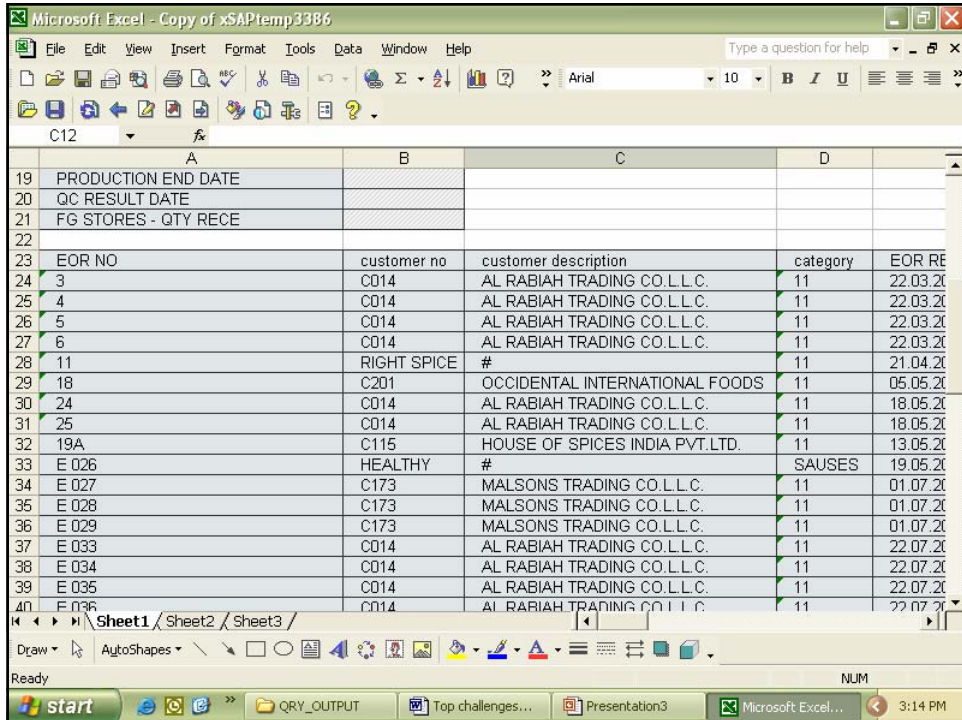 Microsoft Excel - Copy of xSAPtemp3386
File Edit View Insert Format Tools Data Window Help Type a question for help
Arial 10 B I U
C12 fx
A B C D
19 PRODUCTION END DATE
20 QC RESULT DATE
21 FG STORES - QTY RECE
22
23 EOR NO customer no customer description category EOR RE
24 3 C014 AL RABIAH TRADING CO.L.L.C. 11 22.03.20
25 4 C014 AL RABIAH TRADING CO.L.L.C. 11 22.03.20
26 5 C014 AL RABIAH TRADING CO.L.L.C. 11 22.03.20
27 6 C014 AL RABIAH TRADING CO.L.L.C. 11 22.03.20
28 11 RIGHT SPICE # 11 21.04.20
29 18 C201 OCCIDENTAL INTERNATIONAL FOODS 11 05.05.20
30 24 C014 AL RABIAH TRADING CO.L.L.C. 11 18.05.20
31 25 C014 AL RABIAH TRADING CO.L.L.C. 11 18.05.20
32 19A C115 HOUSE OF SPICES INDIA PVT.LTD. 11 13.05.20
33 E 026 HEALTHY # SAUSES 19.05.20
34 E 027 C173 MALSONS TRADING CO.L.L.C. 11 01.07.20
35 E 028 C173 MALSONS TRADING CO.L.L.C. 11 01.07.20
36 E 029 C173 MALSONS TRADING CO.L.L.C. 11 01.07.20
37 E 033 C014 AL RABIAH TRADING CO.L.L.C. 11 22.07.20
38 E 034 C014 AL RABIAH TRADING CO.L.L.C. 11 22.07.20
39 E 035 C014 AL RABIAH TRADING CO.L.L.C. 11 22.07.20
40 E 036 C014 AL RABIAH TRADING CO.L.L.C. 11 22.07.20
Sheet1 Sheet2 Sheet3
Draw AutoShapes
Ready NUM
start QRY_OUTPUT Top challenges... Presentation3 Microsoft Excel... 3:14 PM